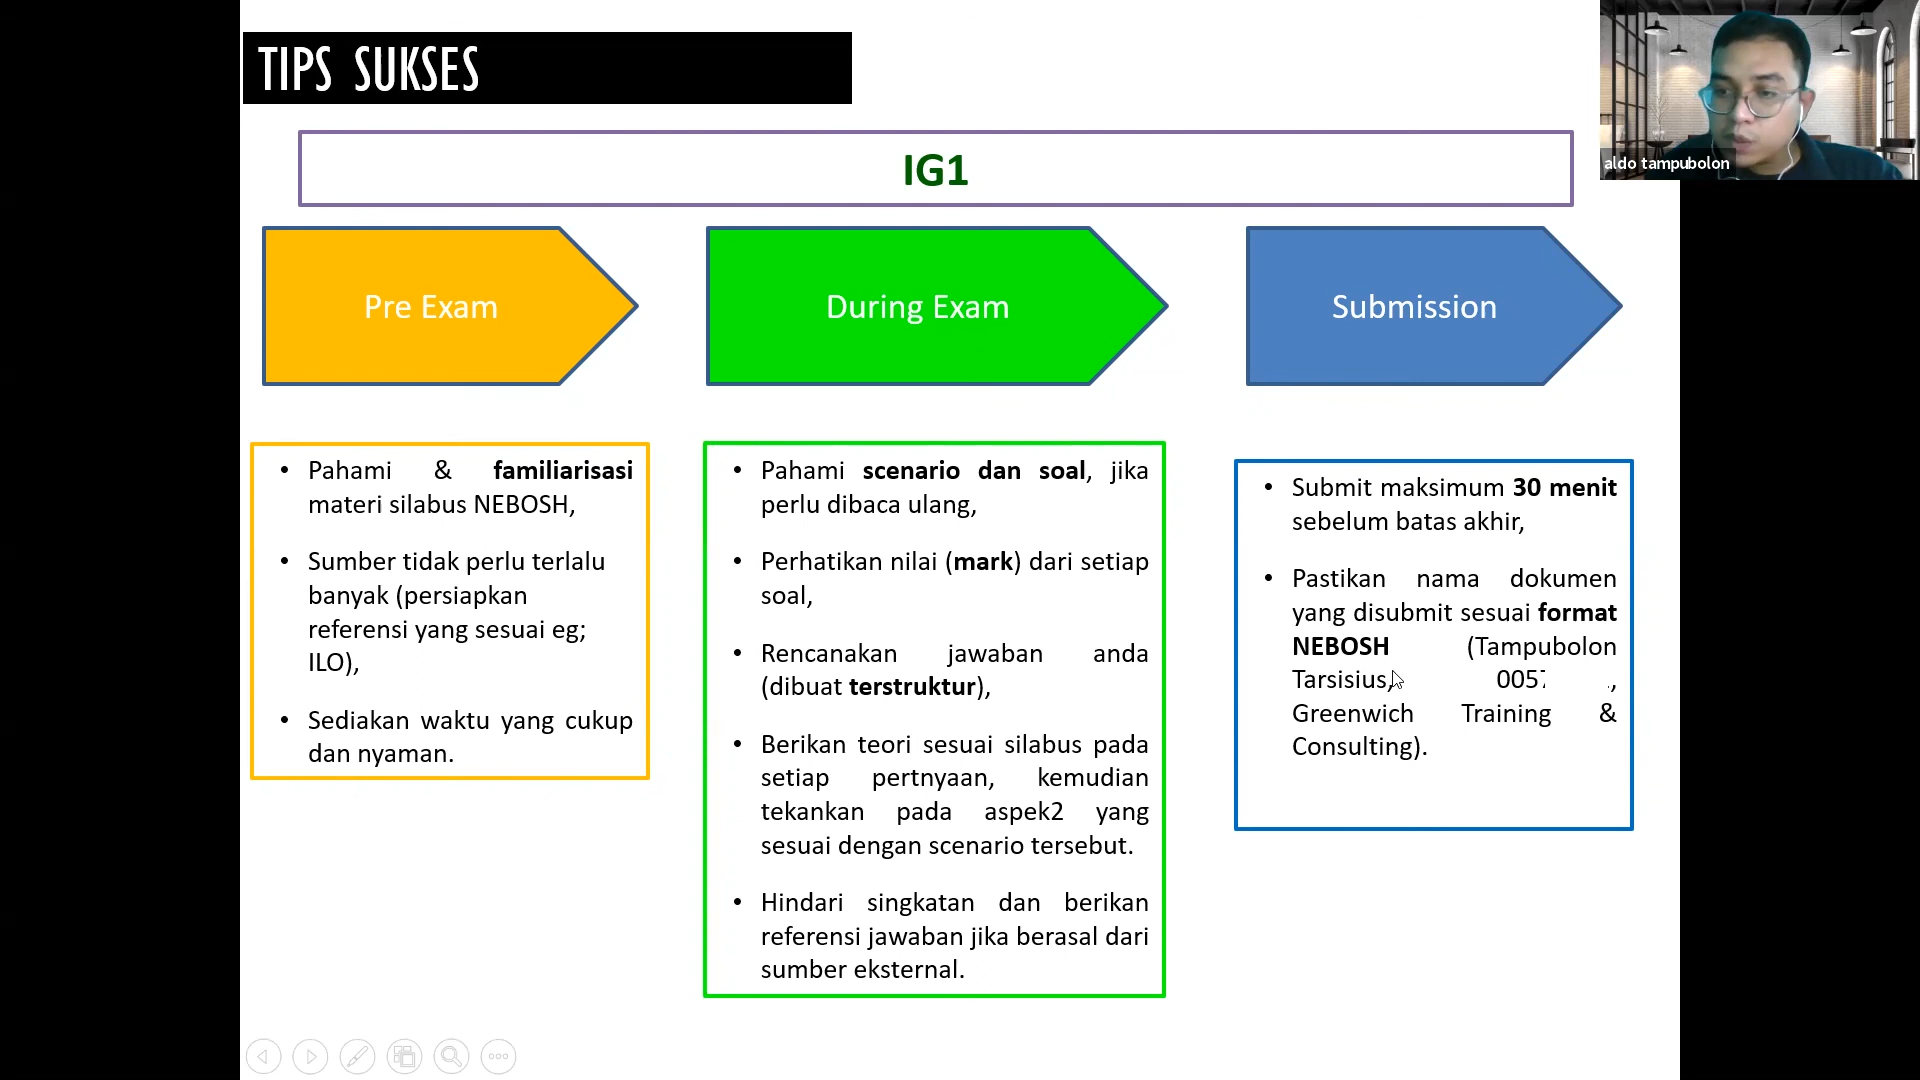 TIPS SUKSES
aldo tampubolon
IG1
Pre Exam
During Exam
Submission
• Pahami & familiarisasi
materi silabus NEBOSH,
• Sumber tidak perlu terlalu
banyak (persiapkan
referensi yang sesuai eg;
ILO),
• Sediakan waktu yang cukup
dan nyaman.
• Pahami scenario dan soal, jika
perlu dibaca ulang,
• Perhatikan nilai (mark) dari setiap
soal,
• Rencanakan jawaban anda
(dibuat terstruktur),
• Berikan teori sesuai silabus pada
setiap pertnyaan, kemudian
tekankan pada aspek2 yang
sesuai dengan scenario tersebut.
• Hindari singkatan dan berikan
referensi jawaban jika berasal dari
sumber eksternal.
• Submit maksimum 30 menit
sebelum batas akhir,
• Pastikan nama dokumen
yang disubmit sesuai format
NEBOSH (Tampubolon
Tarsisius, 0057 ,
Greenwich Training &
Consulting).